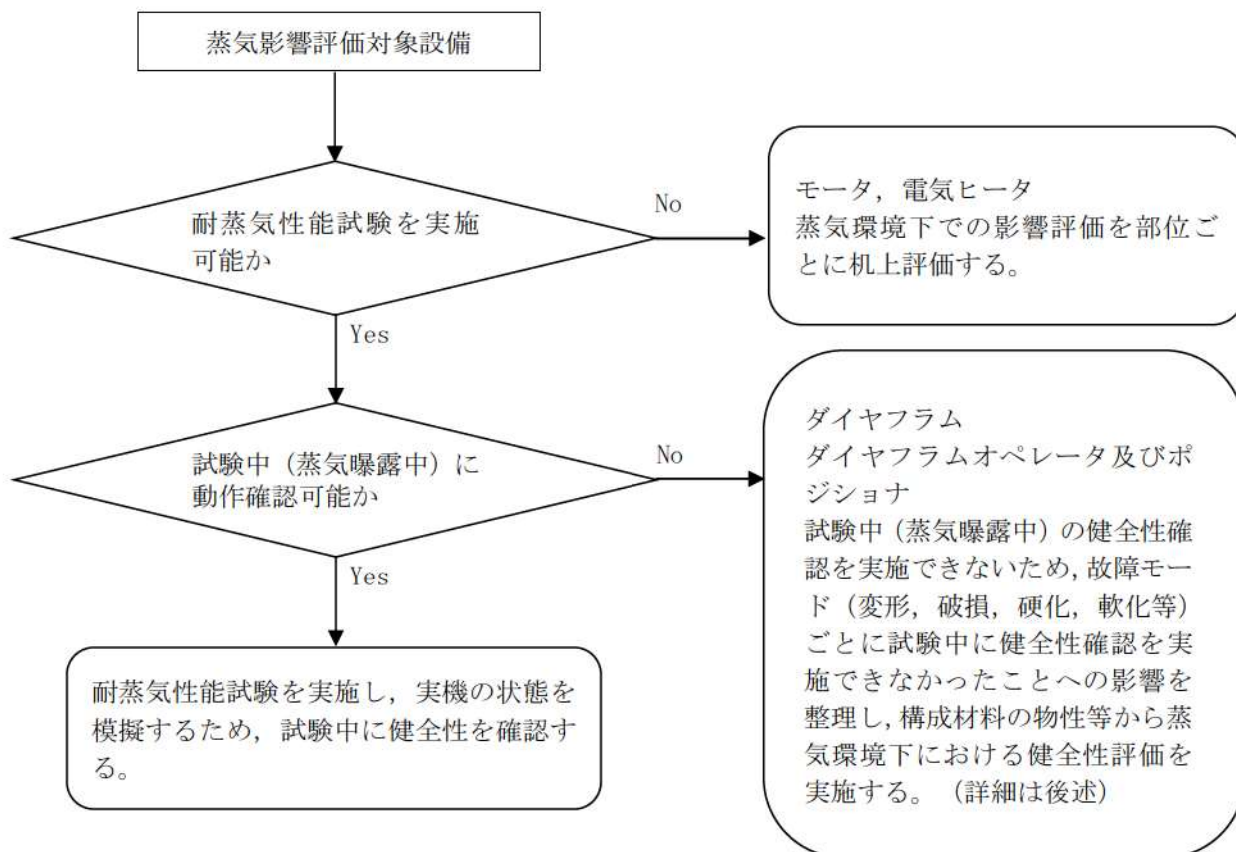 蒸気影響評価対象設備
耐蒸気性能試験を実施
可能か
No
モータ，電気ヒータ
蒸気環境下での影響評価を部位ご
とに机上評価する。
Yes
試験中（蒸気曝露中）に
動作確認可能か
No
ダイヤフラム
ダイヤフラムオペレータ及びポ
ジショナ
試験中（蒸気曝露中）の健全性確
認を実施できないため，故障モー
ド（変形，破損，硬化，軟化等）
ごとに試験中に健全性確認を実
施できなかったことへの影響を
整理し，構成材料の物性等から蒸
気環境下における健全性評価を
実施する。（詳細は後述）
Yes
耐蒸気性能試験を実施し，実機の状態を
模擬するため，試験中に健全性を確認す
る。